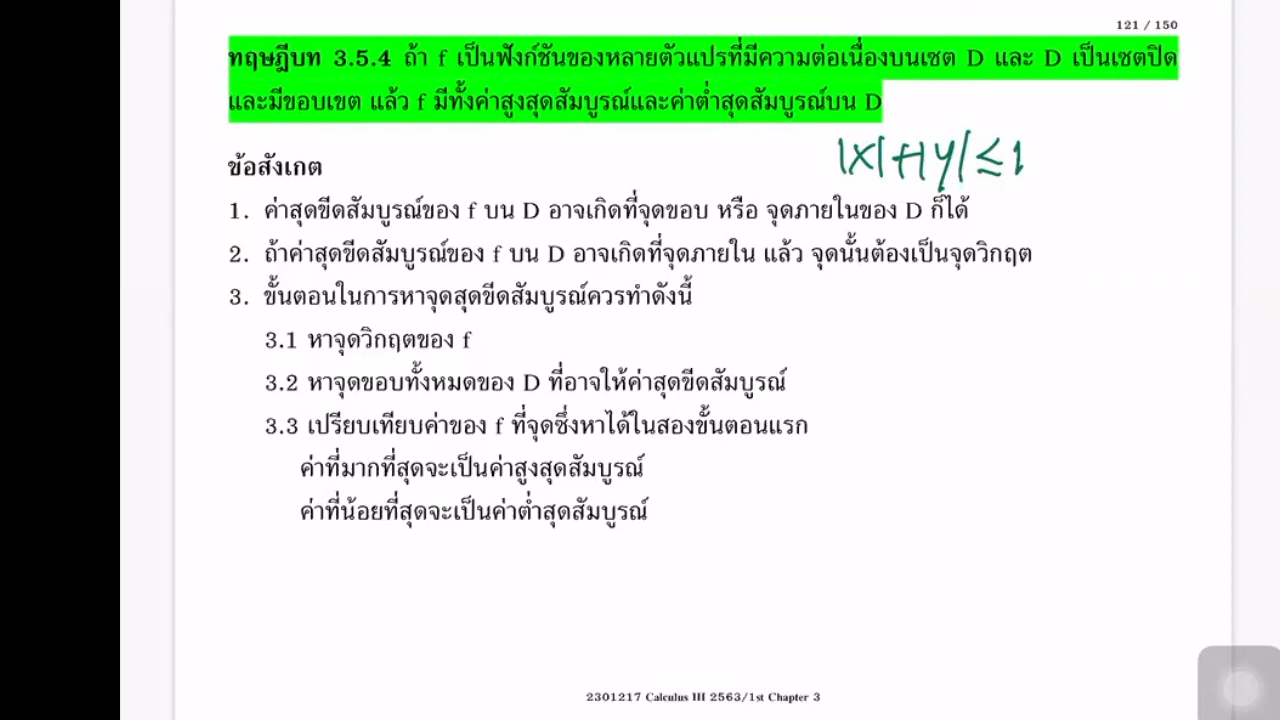 121 / 150
ทฤษฎีบท 3.5.4 ถ้า f เป็นฟังก์ชันของหลายตัวแปรที่มีความต่อเนื่องบนเซต D และ D เป็นเซตปิด
และมีขอบเขต แล้ว f มีทั้งค่าสูงสุดสัมบูรณ์และค่าต่ำสุดสัมบูรณ์บน D
|x|+|y| ≤ 1
ข้อสังเกต
1. ค่าสุดขีดสัมบูรณ์ของ f บน D อาจเกิดที่จุดขอบ หรือ จุดภายในของ D ก็ได้
2. ถ้าค่าสุดขีดสัมบูรณ์ของ f บน D อาจเกิดที่จุดภายใน แล้ว จุดนั้นต้องเป็นจุดวิกฤต
3. ขั้นตอนในการหาจุดสุดขีดสัมบูรณ์ควรทำดังนี้
3.1 หาจุดวิกฤตของ f
3.2 หาจุดขอบทั้งหมดของ D ที่อาจให้ค่าสุดขีดสัมบูรณ์
3.3 เปรียบเทียบค่าของ f ที่จุดซึ่งหาได้ในสองขั้นตอนแรก
ค่าที่มากที่สุดจะเป็นค่าสูงสุดสัมบูรณ์
ค่าที่น้อยที่สุดจะเป็นค่าต่ำสุดสัมบูรณ์
2301217 Calculus III 2563/1st Chapter 3